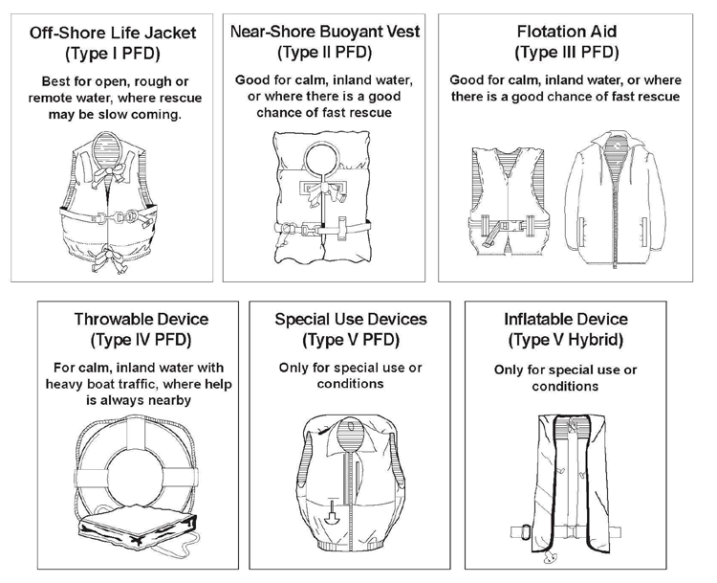 Off-Shore Life Jacket
(Type I PFD)
Best for open, rough or
remote water, where rescue
may be slow coming.
Near-Shore Buoyant Vest
(Type II PFD)
Good for calm, inland water,
or where there is a good
chance of fast rescue
Flotation Aid
(Type III PFD)
Good for calm, inland water, or where
there is a good chance of fast rescue
Throwable Device
(Type IV PFD)
For calm, inland water with
heavy boat traffic, where help
is always nearby
Special Use Devices
(Type V PFD)
Only for special use or
conditions
Inflatable Device
(Type V Hybrid)
Only for special use or
conditions